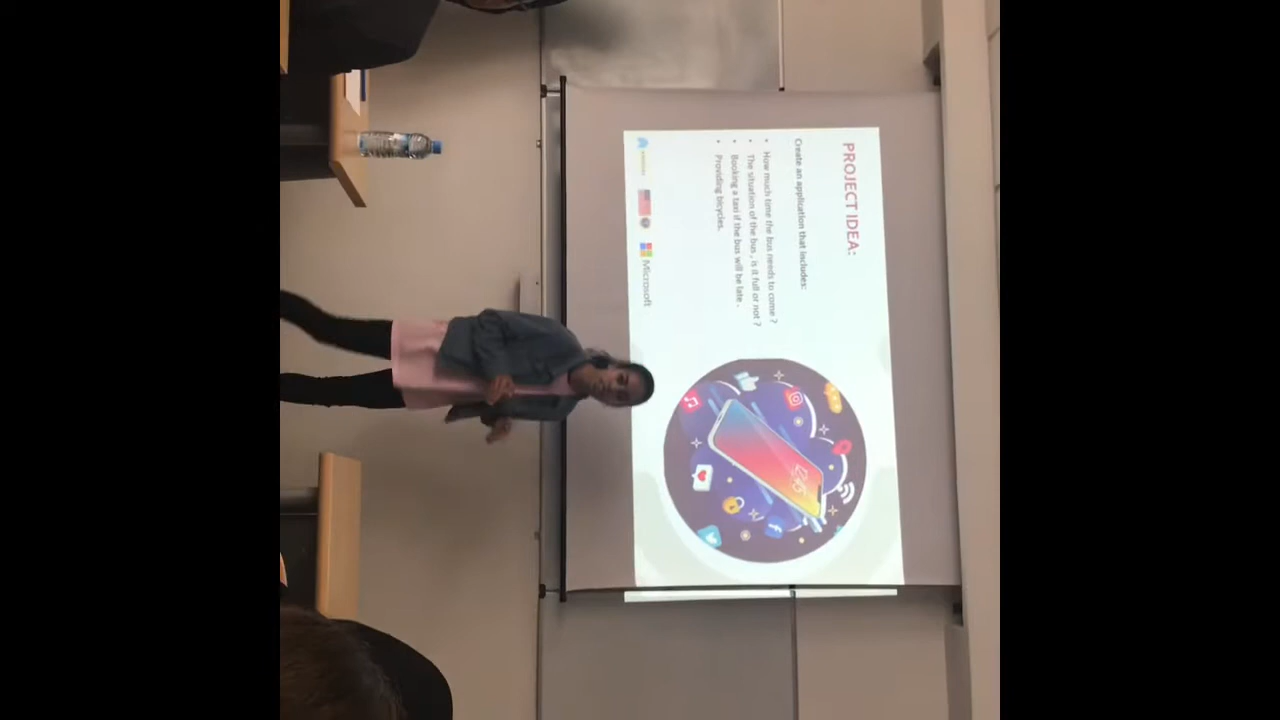 PROJECT IDEA:
Create an application that includes:
• How much time the bus needs to come ?
• The situation of the bus , is it full or not ?
• Booking a taxi if the bus will be late .
• Providing bicycles.
Microsoft